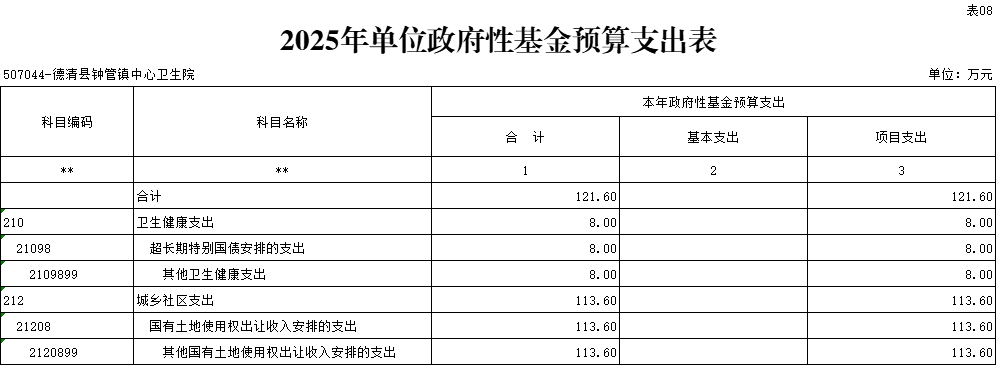 表08
2025年单位政府性基金预算支出表
507044-德清县钟管镇中心卫生院 单位：万元
科目编码 科目名称 本年政府性基金预算支出
合 计 基本支出 项目支出
** ** 1 2 3
合计 121.60 121.60
210 卫生健康支出 8.00 8.00
21098 超长期特别国债安排的支出 8.00 8.00
2109899 其他卫生健康支出 8.00 8.00
212 城乡社区支出 113.60 113.60
21208 国有土地使用权出让收入安排的支出 113.60 113.60
2120899 其他国有土地使用权出让收入安排的支出 113.60 113.60